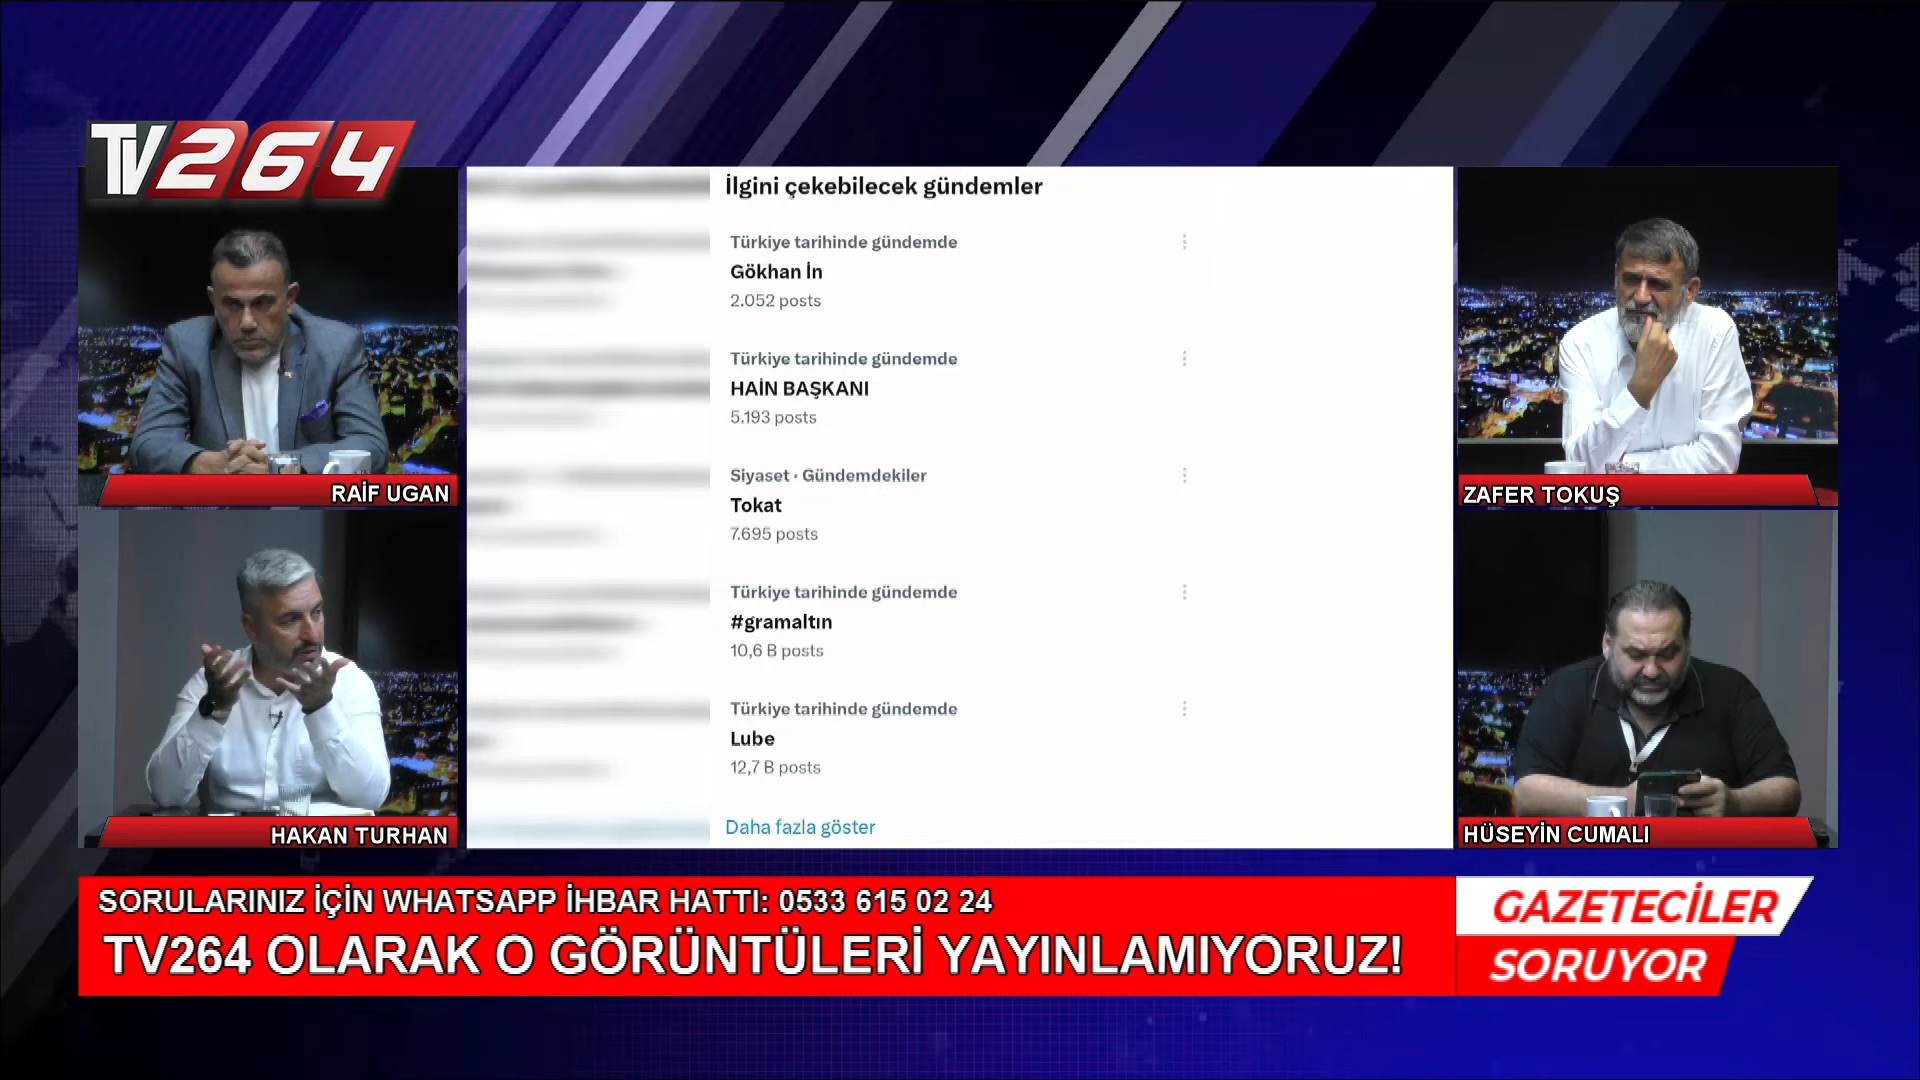 TV264
İlgini çekebilecek gündemler
Türkiye tarihinde gündemde
Gökhan İn
2.052 posts
Türkiye tarihinde gündemde
HAİN BAŞKANI
5.193 posts
Siyaset · Gündemdekiler
Tokat
7.695 posts
Türkiye tarihinde gündemde
#gramaltın
10,6 B posts
Türkiye tarihinde gündemde
Lube
12,7 B posts
Daha fazla göster
RAİF UGAN
ZAFER TOKUŞ
HAKAN TURHAN
HÜSEYİN CUMALI
SORULARINIZ İÇİN WHATSAPP İHBAR HATTI: 0533 615 02 24
TV264 OLARAK O GÖRÜNTÜLERİ YAYINLAMIYORUZ!
GAZETECİLER
SORUYOR